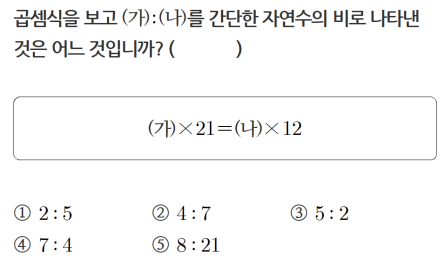 곱셈식을 보고 (가):(나)를 간단한 자연수의 비로 나타낸
것은 어느 것입니까? (          )
(가)×21=(나)×12
① 2 : 5 ② 4 : 7 ③ 5 : 2
④ 7 : 4 ⑤ 8 : 21